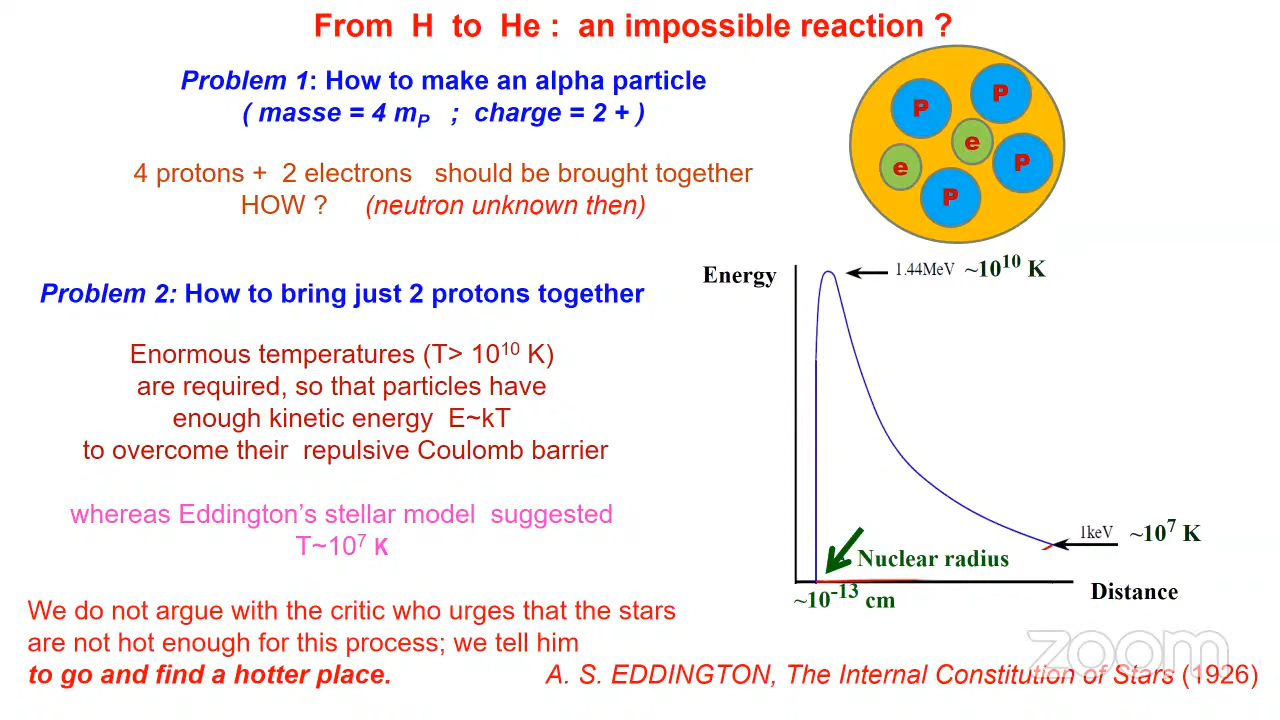 From H to He : an impossible reaction ?
Problem 1: How to make an alpha particle
( masse = 4 mP ; charge = 2 + )
4 protons + 2 electrons should be brought together
HOW ? (neutron unknown then)
P
P
e
e
P
P
Problem 2: How to bring just 2 protons together
Enormous temperatures (T> 10¹⁰ K)
are required, so that particles have
enough kinetic energy E~kT
to overcome their repulsive Coulomb barrier
whereas Eddington's stellar model suggested
T~10⁷ K
Energy
1.44MeV ~10¹⁰ K
1keV ~10⁷ K
Nuclear radius
~10⁻¹³ cm
Distance
We do not argue with the critic who urges that the stars
are not hot enough for this process; we tell him
to go and find a hotter place.
A. S. EDDINGTON, The Internal Constitution of Stars (1926)
zoom